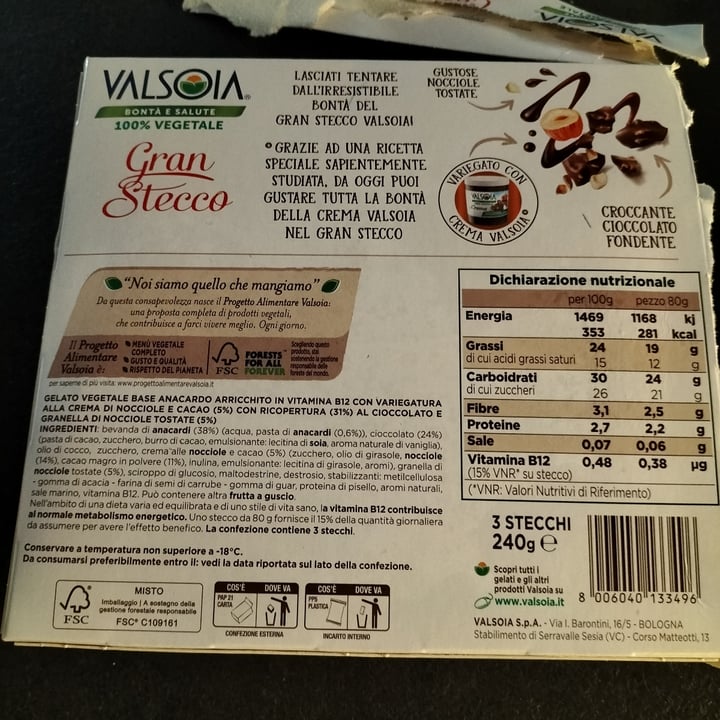 VALSOIA
VALSOIA®
BONTÀ E SALUTE
100% VEGETALE
Gran
Stecco
LASCIATI TENTARE
DALL'IRRESISTIBILE
BONTÀ DEL
GRAN STECCO VALSOIA!
GRAZIE AD UNA RICETTA
SPECIALE SAPIENTEMENTE
STUDIATA, DA OGGI PUOI
GUSTARE TUTTA LA BONTÀ
DELLA CREMA VALSOIA
NEL GRAN STECCO
GUSTOSE
NOCCIOLE
TOSTATE
VARIEGATO CON
VALSOIA
CREMA VALSOIA
CROCCANTE
CIOCCOLATO
FONDENTE
"Noi siamo quello che mangiamo"
Da questa consapevolezza nasce il Progetto Alimentare Valsoia:
una proposta completa di prodotti vegetali,
che contribuisce a farci vivere meglio. Ogni giorno.
Il Progetto
Alimentare
Valsoia è:
MENÙ VEGETALE
COMPLETO
GUSTO E QUALITÀ
RISPETTO DEL PIANETA
FSC
FORESTS
FOR ALL
FOREVER
Scegliendo questo
prodotto, stai
sostenendo la gestione
responsabile delle
foreste del mondo.
per saperne di più visita: www.progettoalimentarevalsoia.it
GELATO VEGETALE BASE ANACARDO ARRICCHITO IN VITAMINA B12 CON VARIEGATURA
ALLA CREMA DI NOCCIOLE E CACAO (5%) CON RICOPERTURA (31%) AL CIOCCOLATO E
GRANELLA DI NOCCIOLE TOSTATE (5%)
INGREDIENTI: bevanda di anacardi (38%) (acqua, pasta di anacardi (0,6%)), cioccolato (24%)
(pasta di cacao, zucchero, burro di cacao, emulsionante: lecitina di soia, aroma naturale di vaniglia),
olio di cocco, zucchero, crema alle nocciole e cacao (5%) (zucchero, olio di girasole, nocciole
(14%), cacao magro in polvere (11%), inulina, emulsionante: lecitina di girasole, aromi), granella di
nocciole tostate (5%), sciroppo di glucosio, maltodestrine, destrosio, stabilizzanti: metilcellulosa
- gomma di acacia - farina di semi di carrube - gomma di guar, proteina di pisello, aromi naturali,
sale marino, vitamina B12. Può contenere altra frutta a guscio.
Nell'ambito di una dieta varia ed equilibrata e di uno stile di vita sano, la vitamina B12 contribuisce
al normale metabolismo energetico. Uno stecco da 80 g fornisce il 15% della quantità giornaliera
da assumere per avere l'effetto benefico. La confezione contiene 3 stecchi.
Conservare a temperatura non superiore a -18°C.
Da consumarsi preferibilmente entro il: vedi la data riportata sul lato della confezione.
FSC
MISTO
Imballaggio | A sostegno della
gestione forestale responsabile
FSC® C109161
COS'È DOVE VA
PAP 21
CARTA
CONFEZIONE ESTERNA
COS'È DOVE VA
PP5
PLASTICA
INCARTO INTERNO
Dichiarazione nutrizionale
per 100g pezzo 80g
Energia 1469 1168 kj
353 281 kcal
Grassi 24 19 g
di cui acidi grassi saturi 15 12 g
Carboidrati 30 24 g
di cui zuccheri 26 21 g
Fibre 3,1 2,5 g
Proteine 2,7 2,2 g
Sale 0,07 0,06 g
Vitamina B12 0,48 0,38 µg
(15% VNR* su stecco)
(*VNR: Valori Nutritivi di Riferimento)
3 STECCHI
240g ℮
Scopri tutti i
gelati e gli altri
prodotti Valsoia su
www.valsoia.it
8 006040 133496
VALSOIA S.p.A. - Via I. Barontini, 16/5 - BOLOGNA
Stabilimento di Serravalle Sesia (VC) - Corso Matteotti, 13